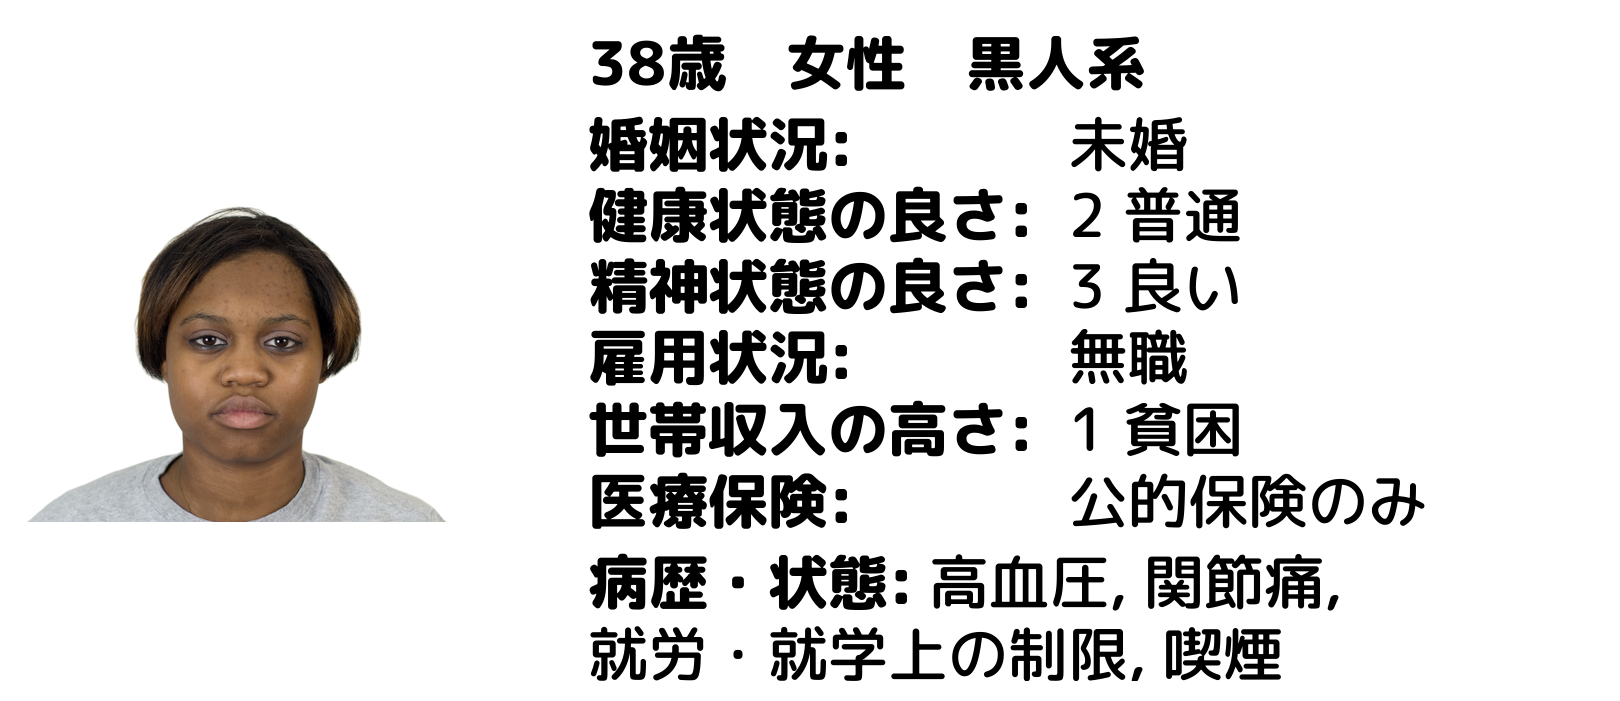 38歳　女性　黒人系
婚姻状況:　未婚
健康状態の良さ: 2 普通
精神状態の良さ: 3 良い
雇用状況:　無職
世帯収入の高さ: 1 貧困
医療保険:　公的保険のみ
病歴・状態: 高血圧, 関節痛,
就労・就学上の制限, 喫煙